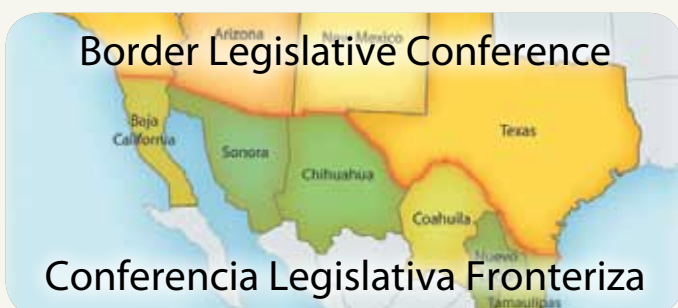 Arizona
New Mexico
Border Legislative Conference
Baja
California
Sonora
Chihuahua
Texas
Coahuila
Nuevo
Conferencia Legislativa Fronteriza
Tamaulipas